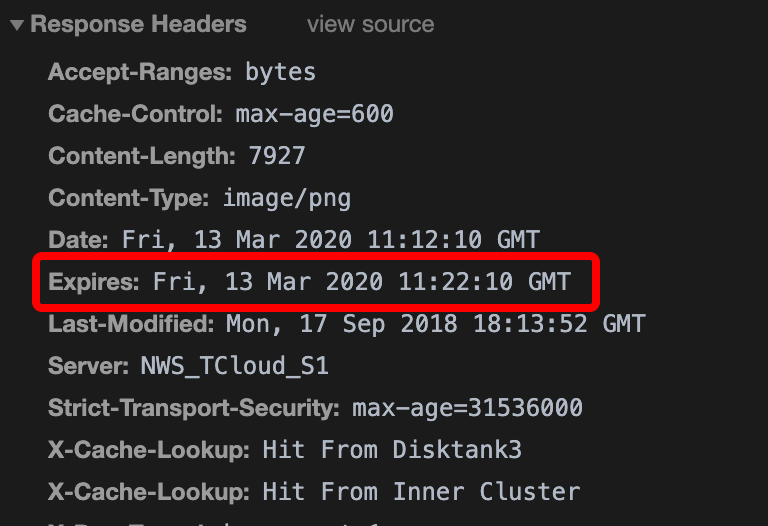 Response Headers view source
Accept-Ranges: bytes
Cache-Control: max-age=600
Content-Length: 7927
Content-Type: image/png
Date: Fri, 13 Mar 2020 11:12:10 GMT
Expires: Fri, 13 Mar 2020 11:22:10 GMT
Last-Modified: Mon, 17 Sep 2018 18:13:52 GMT
Server: NWS_TCloud_S1
Strict-Transport-Security: max-age=31536000
X-Cache-Lookup: Hit From Disktank3
X-Cache-Lookup: Hit From Inner Cluster